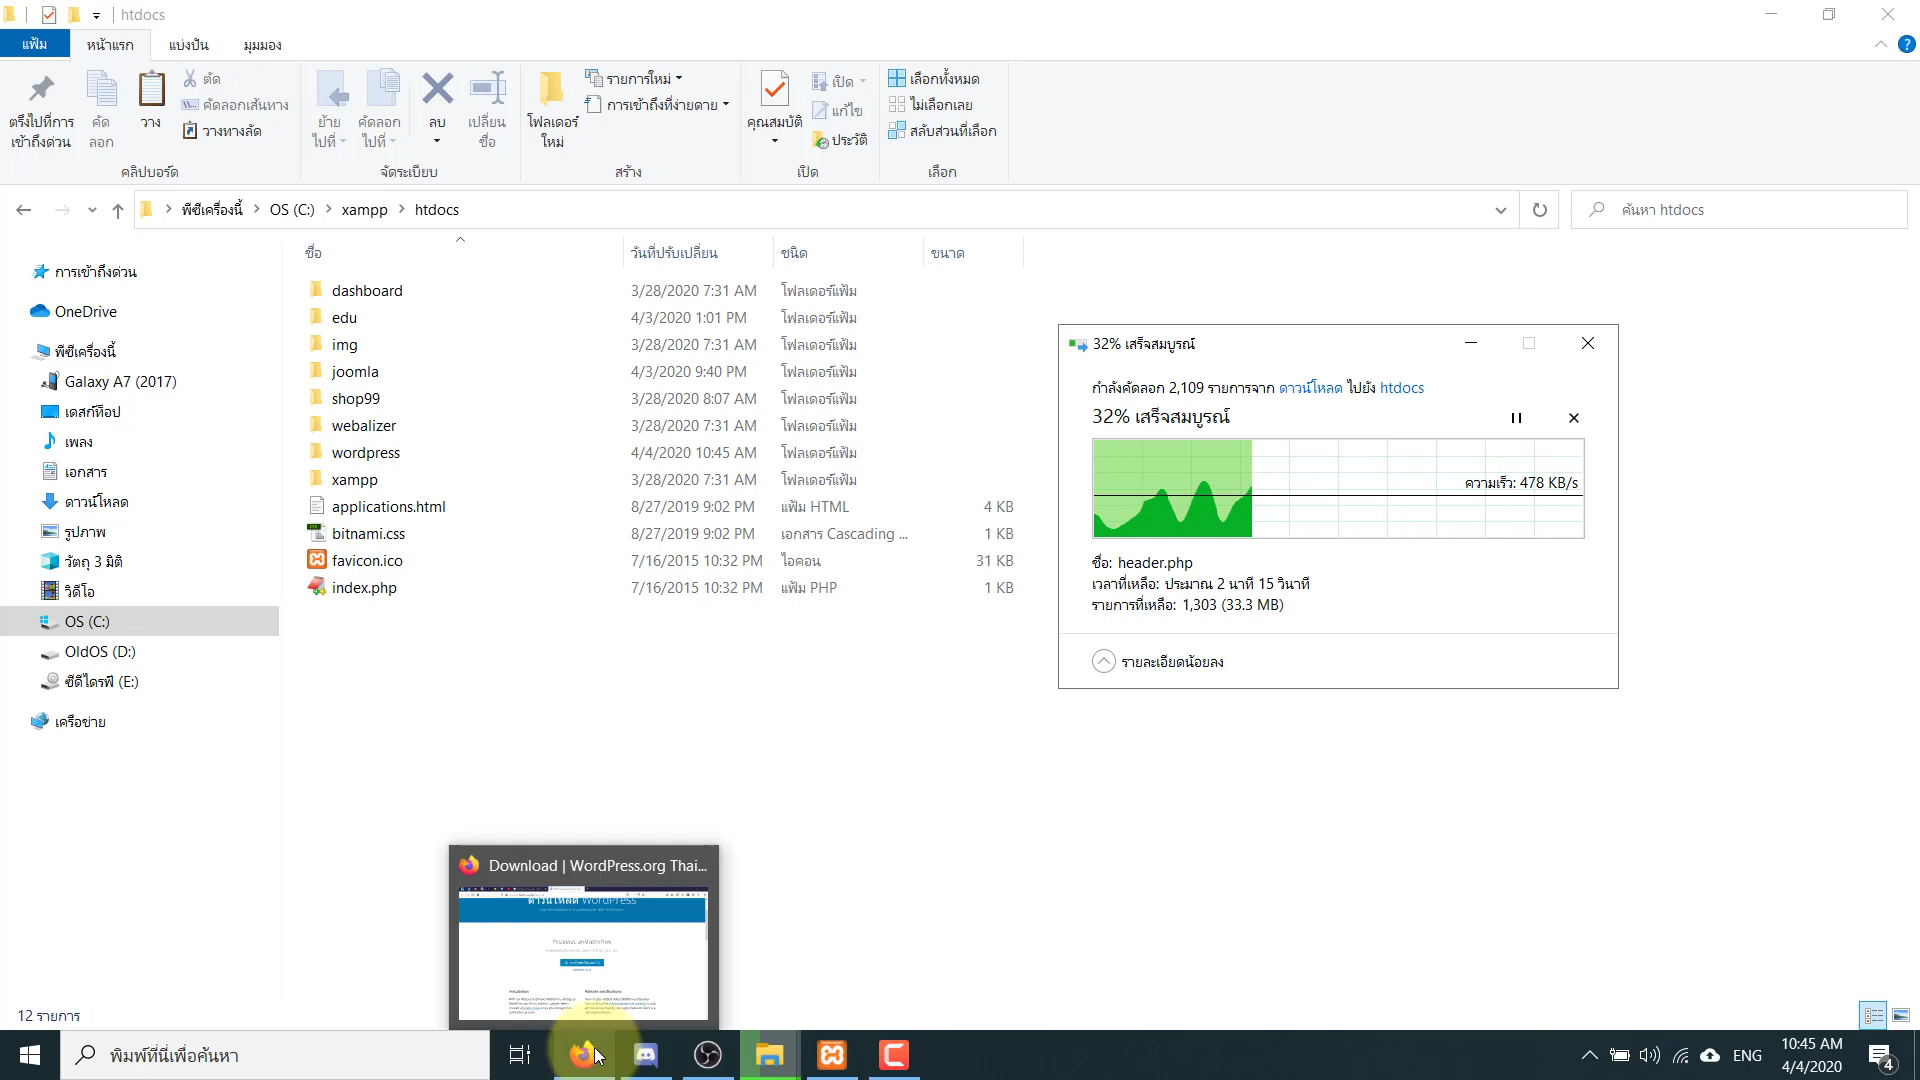 htdocs
แฟ้ม
หน้าแรก
แบ่งปัน
มุมมอง
ตรึงไปที่การ
เข้าถึงด่วน
คัด
ลอก
วาง
ตัด
คัดลอกเส้นทาง
วางทางลัด
คลิปบอร์ด
ย้าย
ไปที่
คัดลอก
ไปที่
ลบ
เปลี่ยน
ชื่อ
จัดระเบียบ
โฟลเดอร์
ใหม่
รายการใหม่
การเข้าถึงที่ง่ายดาย
สร้าง
คุณสมบัติ
เปิด
แก้ไข
ประวัติ
เปิด
เลือกทั้งหมด
ไม่เลือกเลย
สลับส่วนที่เลือก
เลือก
พีซีเครื่องนี้ > OS (C:) > xampp > htdocs
ค้นหา htdocs
การเข้าถึงด่วน
OneDrive
พีซีเครื่องนี้
Galaxy A7 (2017)
เดสก์ท็อป
เพลง
เอกสาร
ดาวน์โหลด
รูปภาพ
วัตถุ 3 มิติ
วิดีโอ
OS (C:)
OldOS (D:)
ซีดีไดรฟ์ (E:)
เครือข่าย
ชื่อ วันที่ปรับเปลี่ยน ชนิด ขนาด
dashboard 3/28/2020 7:31 AM โฟลเดอร์แฟ้ม
edu 4/3/2020 1:01 PM โฟลเดอร์แฟ้ม
img 3/28/2020 7:31 AM โฟลเดอร์แฟ้ม
joomla 4/3/2020 9:40 PM โฟลเดอร์แฟ้ม
shop99 3/28/2020 8:07 AM โฟลเดอร์แฟ้ม
webalizer 3/28/2020 7:31 AM โฟลเดอร์แฟ้ม
wordpress 4/4/2020 10:45 AM โฟลเดอร์แฟ้ม
xampp 3/28/2020 7:31 AM โฟลเดอร์แฟ้ม
applications.html 8/27/2019 9:02 PM แฟ้ม HTML 4 KB
bitnami.css 8/27/2019 9:02 PM เอกสาร Cascading ... 1 KB
favicon.ico 7/16/2015 10:32 PM ไอคอน 31 KB
index.php 7/16/2015 10:32 PM แฟ้ม PHP 1 KB
32% เสร็จสมบูรณ์
กำลังคัดลอก 2,109 รายการจาก ดาวน์โหลด ไปยัง htdocs
32% เสร็จสมบูรณ์
ความเร็ว: 478 KB/s
ชื่อ: header.php
เวลาที่เหลือ: ประมาณ 2 นาที 15 วินาที
รายการที่เหลือ: 1,303 (33.3 MB)
รายละเอียดน้อยลง
Download | WordPress.org Thai...
ดาวน์โหลด WordPress
12 รายการ
พิมพ์ที่นี่เพื่อค้นหา
ENG
10:45 AM
4/4/2020
4